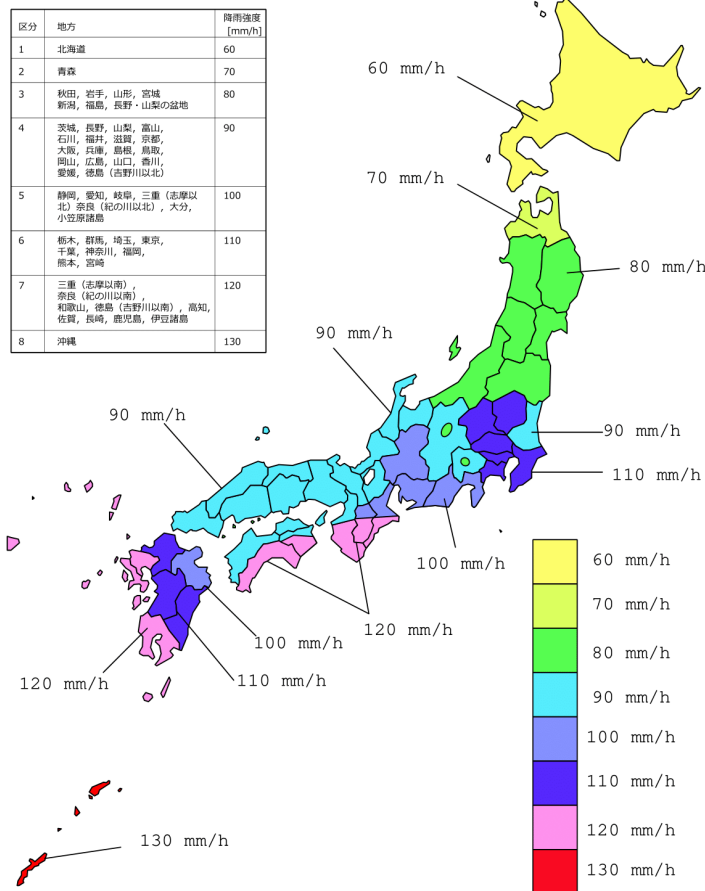 区分 地方 降雨強度
[mm/h]
1 北海道 60
2 青森 70
3 秋田，岩手，山形，宮城 80
新潟，福島，長野・山梨の盆地
4 茨城，長野，山梨，富山， 90
石川，福井，滋賀，京都，
大阪，兵庫，島根，鳥取，
岡山，広島，山口，香川，
愛媛，徳島（吉野川以北）
5 静岡，愛知，岐阜，三重（志摩以 100
北）奈良（紀の川以北），大分，
小笠原諸島
6 栃木，群馬，埼玉，東京， 110
千葉，神奈川，福岡，
熊本，宮崎
7 三重（志摩以南）， 120
奈良（紀の川以南），
和歌山，徳島（吉野川以南），高知，
佐賀，長崎，鹿児島，伊豆諸島
8 沖縄 130
60 mm/h
70 mm/h
80 mm/h
90 mm/h
90 mm/h
90 mm/h
110 mm/h
100 mm/h
120 mm/h
100 mm/h
110 mm/h
120 mm/h
130 mm/h
60 mm/h
70 mm/h
80 mm/h
90 mm/h
100 mm/h
110 mm/h
120 mm/h
130 mm/h